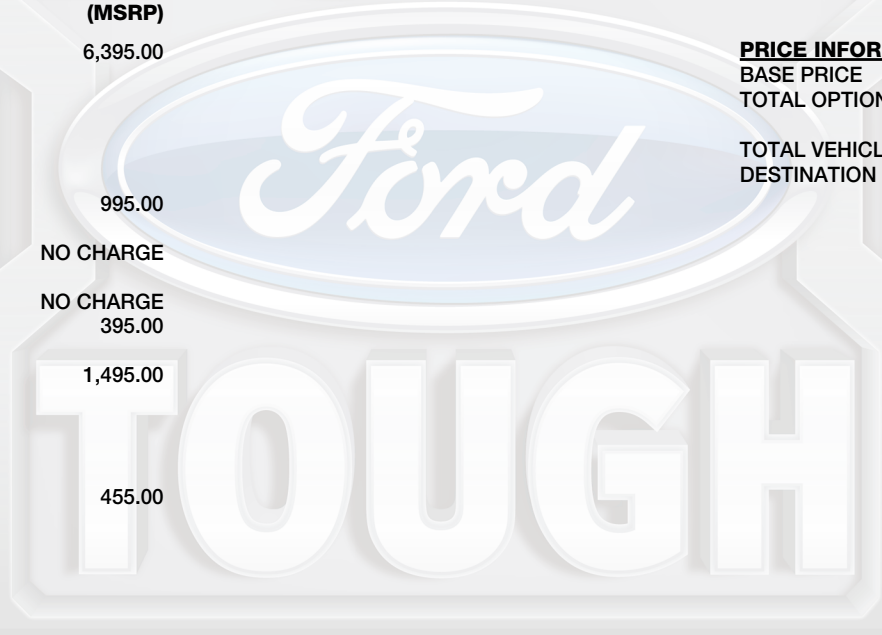 (MSRP)
6,395.00
995.00
NO CHARGE
NO CHARGE
395.00
1,495.00
455.00
PRICE INFOR
BASE PRICE
TOTAL OPTION
TOTAL VEHICL
DESTINATION
Ford
TOUGH